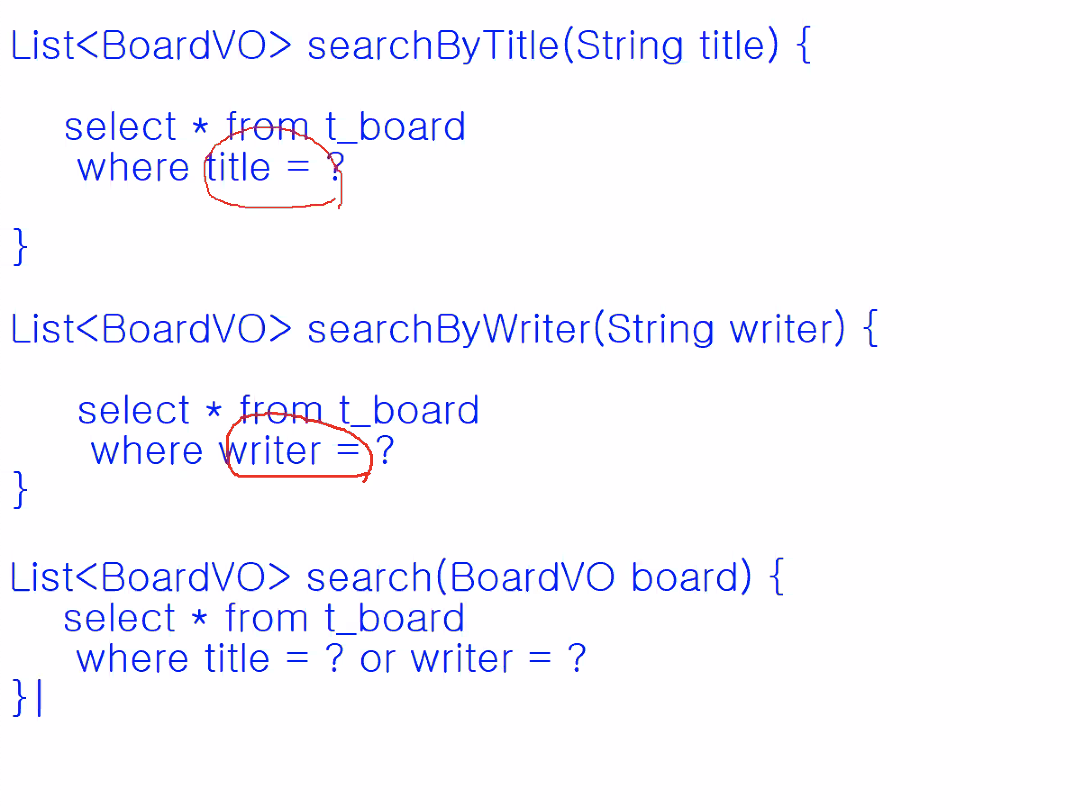 List<BoardVO> searchByTitle(String title) {
select * from t_board
where title = ?
}
List<BoardVO> searchByWriter(String writer) {
select * from t_board
where writer = ?
}
List<BoardVO> search(BoardVO board) {
select * from t_board
where title = ? or writer = ?
}